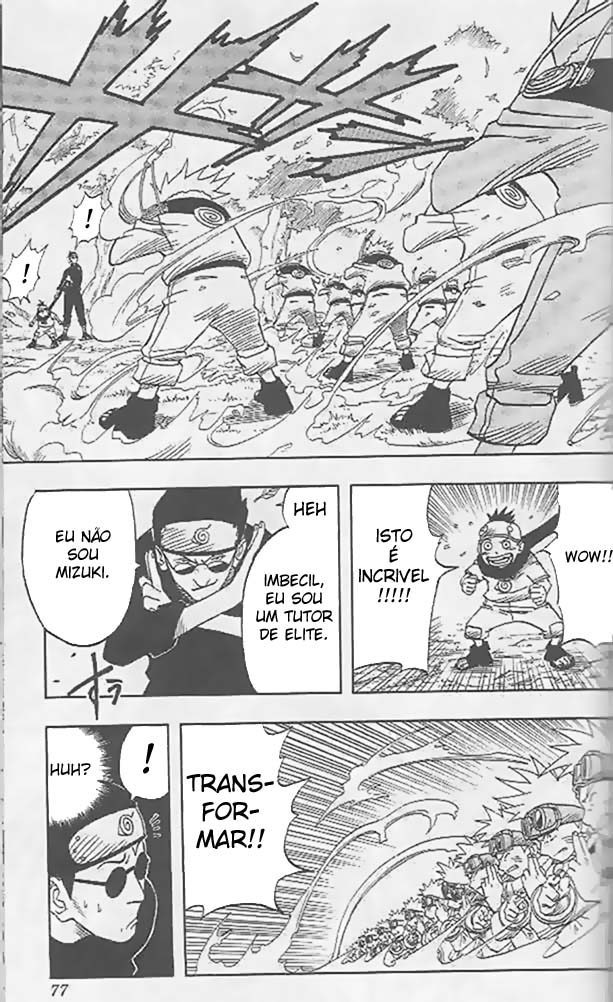 !
!
WOW!!
ISTO
É
INCRIVEL
!!!!!
HEH
IMBECIL,
EU SOU
UM TUTOR
DE ELITE.
EU NÃO
SOU
MIZUKI.
TRANS-
FOR-
MAR!!
!
HUH?
77